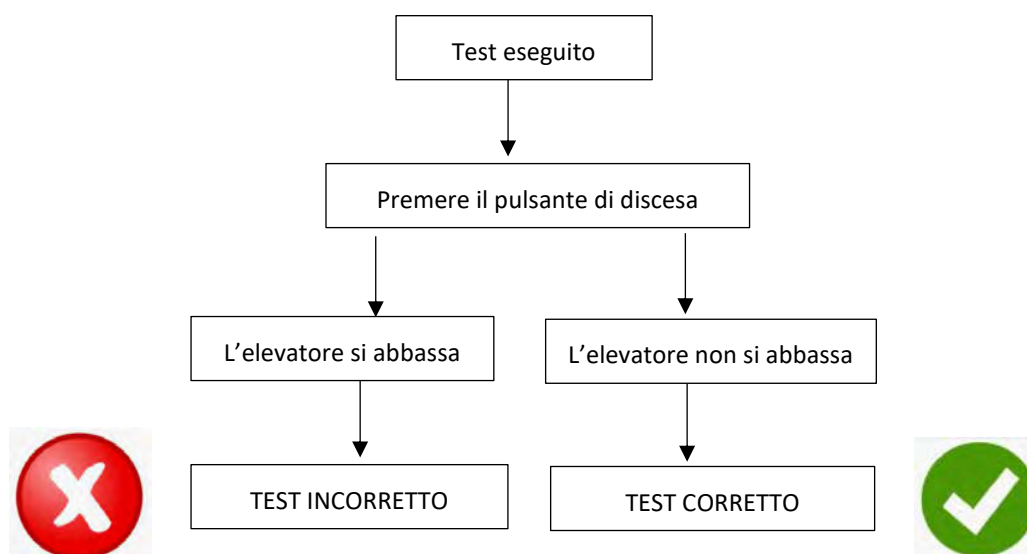 Test eseguito
Premere il pulsante di discesa
L’elevatore si abbassa
L’elevatore non si abbassa
TEST INCORRETTO
TEST CORRETTO